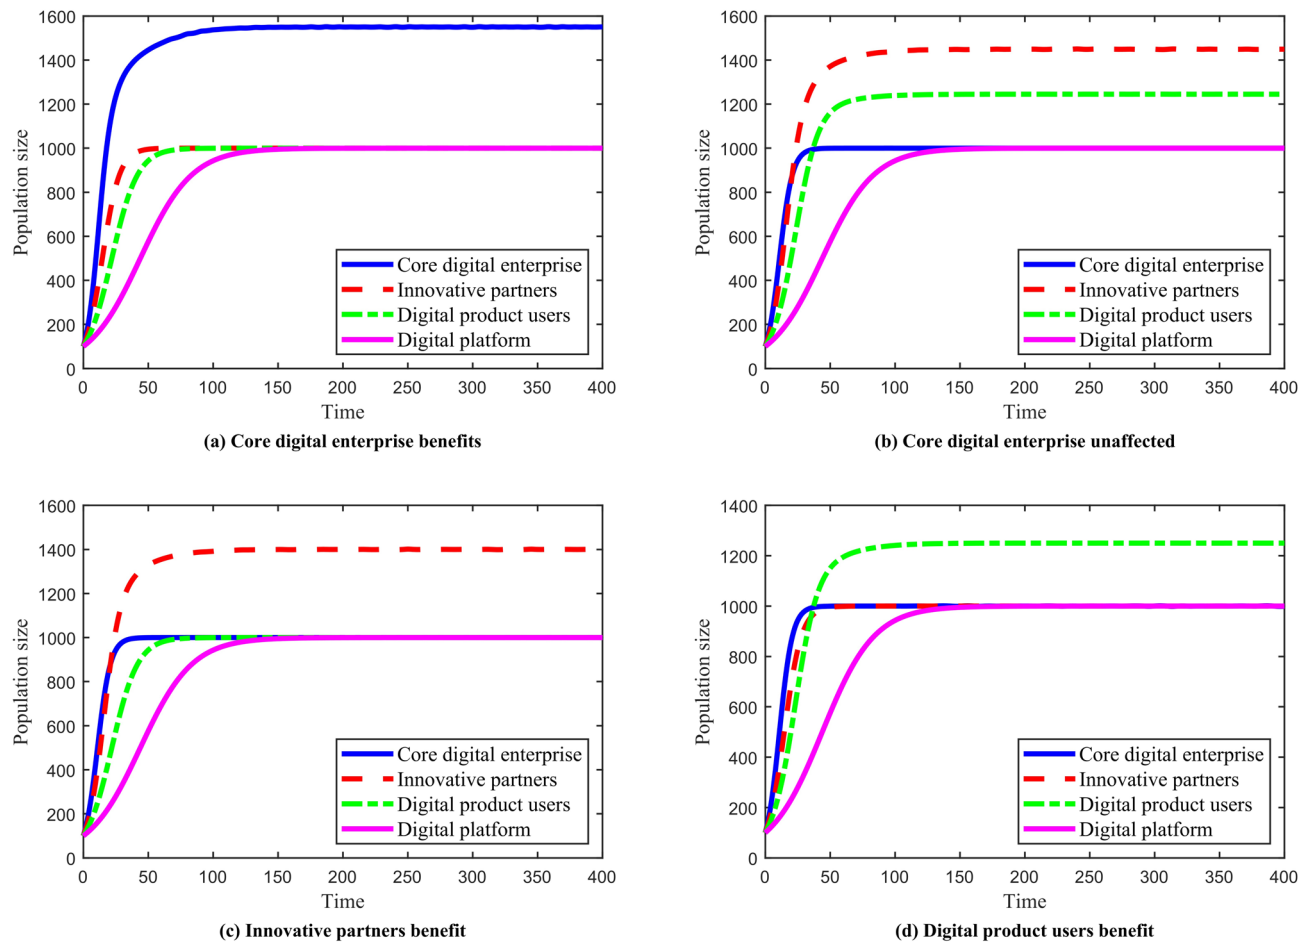 1600
1400
1200
1000
800
600
400
200
0
Population size
Core digital enterprise
Innovative partners
Digital product users
Digital platform
0 50 100 150 200 250 300 350 400
Time
(a) Core digital enterprise benefits
1600
1400
1200
1000
800
600
400
200
0
Population size
Core digital enterprise
Innovative partners
Digital product users
Digital platform
0 50 100 150 200 250 300 350 400
Time
(b) Core digital enterprise unaffected
1600
1400
1200
1000
800
600
400
200
0
Population size
Core digital enterprise
Innovative partners
Digital product users
Digital platform
0 50 100 150 200 250 300 350 400
Time
(c) Innovative partners benefit
1400
1200
1000
800
600
400
200
0
Population size
Core digital enterprise
Innovative partners
Digital product users
Digital platform
0 50 100 150 200 250 300 350 400
Time
(d) Digital product users benefit